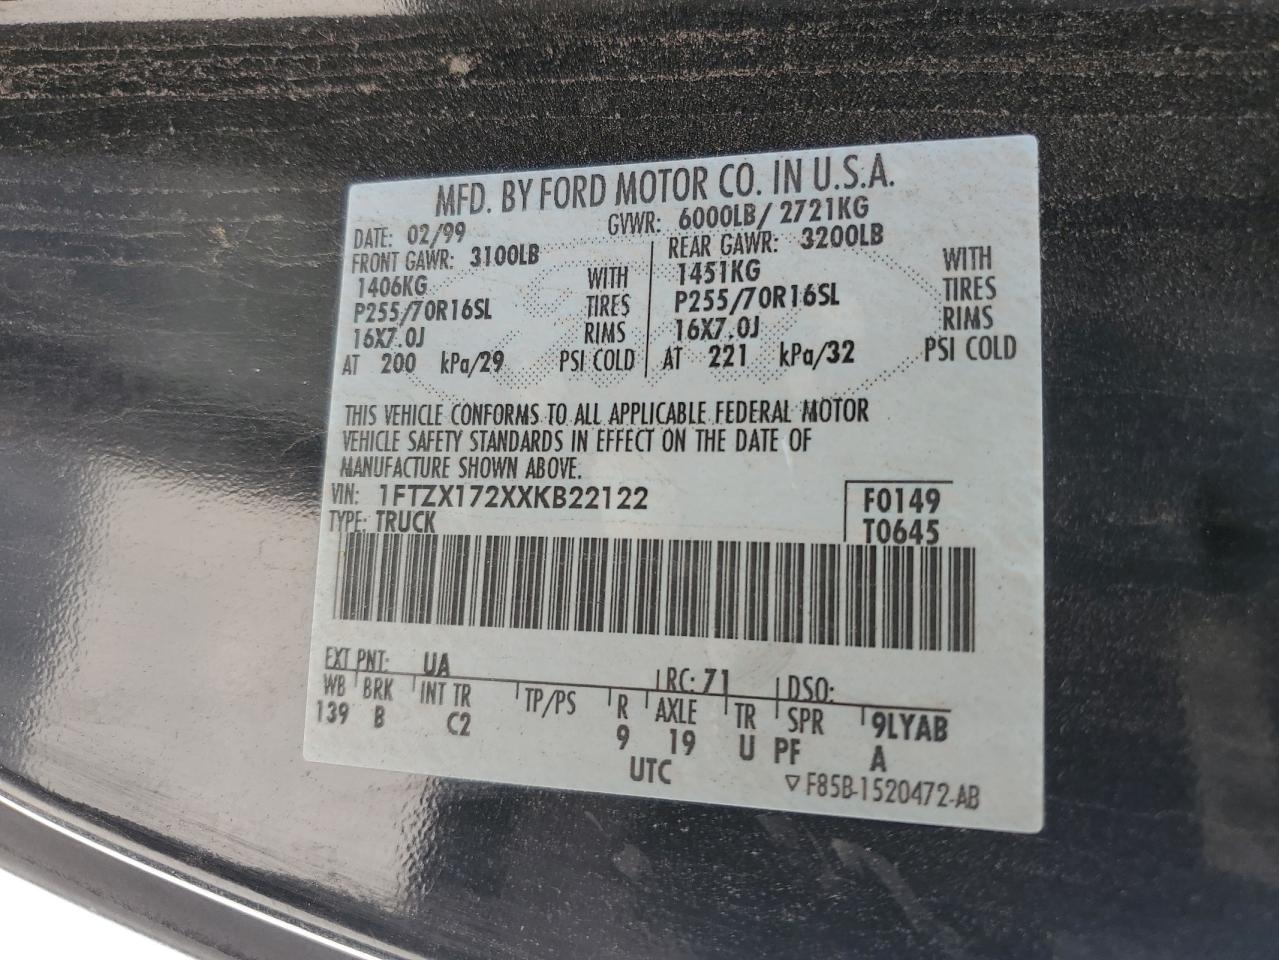 MFD. BY FORD MOTOR CO. IN U.S.A.
DATE: 02/99 GVWR: 6000LB/ 2721KG
FRONT GAWR: 3100LB REAR GAWR: 3200LB
1406KG WITH 1451KG WITH
P255/70R16SL TIRES P255/70R16SL TIRES
16X7.0J RIMS 16X7.0J RIMS
AT 200 kPa/29 PSI COLD AT 221 kPa/32 PSI COLD
THIS VEHICLE CONFORMS TO ALL APPLICABLE FEDERAL MOTOR
VEHICLE SAFETY STANDARDS IN EFFECT ON THE DATE OF
MANUFACTURE SHOWN ABOVE.
VIN: 1FTZX172XXKB22122 F0149
TYPE: TRUCK T0645
EXT PNT: UA RC: 71 DSO:
WB BRK INT TR TP/PS R AXLE TR SPR 9LYAB
139 B C2 9 19 U PF A
UTC
▽F85B-1520472-AB